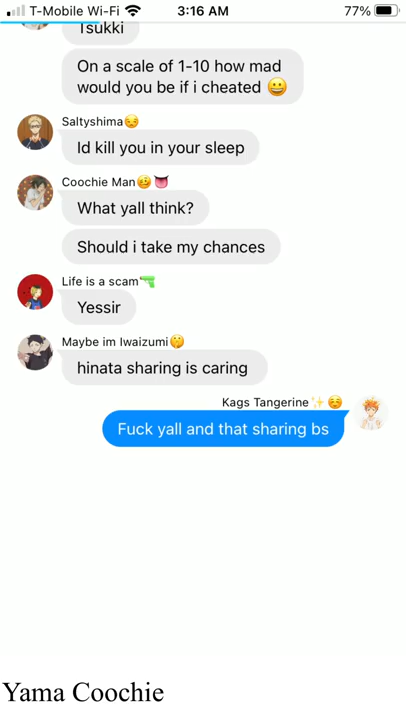 T-Mobile Wi-Fi 3:16 AM 77%
Tsukki
On a scale of 1-10 how mad
would you be if i cheated 😀
Saltyshima😒
Id kill you in your sleep
Coochie Man🥴👅
What yall think?
Should i take my chances
Life is a scam🔫
Yessir
Maybe im Iwaizumi🤫
hinata sharing is caring
Kags Tangerine✨☺️
Fuck yall and that sharing bs
Yama Coochie